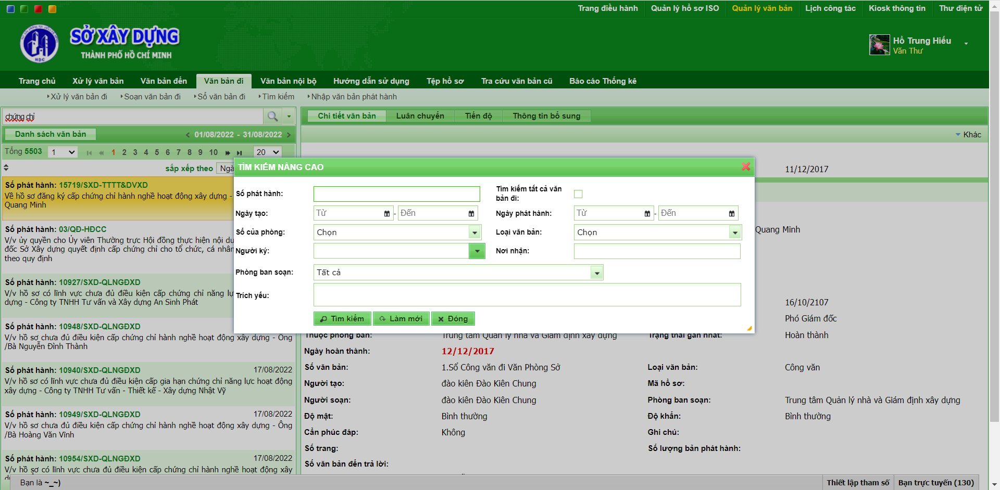 Trang điều hành
Quản lý hồ sơ ISO
Quản lý văn bản
Lịch công tác
Kiosk thông tin
Thư điện tử
SỞ XÂY DỰNG
THÀNH PHỐ HỒ CHÍ MINH
HDC
Hồ Trung Hiếu
Văn Thư
Trang chủ
Xử lý văn bản
Văn bản đến
Văn bản đi
Văn bản nội bộ
Hướng dẫn sử dụng
Tệp hồ sơ
Tra cứu văn bản cũ
Báo cáo Thống kê
Xử lý văn bản đi
Soạn văn bản đi
Sổ văn bản đi
Tìm kiếm
Nhập văn bản phát hành
chứng chỉ
Danh sách văn bản
01/08/2022 - 31/08/2022
Tổng 5503
1
1 2 3 4 5 6 7 8 9 10
20
sắp xếp theo
Ngà
Số phát hành: 15719/SXD-TTTT&DVXD
Về hồ sơ đăng ký cấp chứng chỉ hành nghề hoạt động xây dựng -
Quang Minh
Số phát hành: 03/QĐ-HĐCC
V/v ủy quyền cho Ủy viên Thường trực Hội đồng thực hiện nội du
đốc Sở Xây dựng quyết định cấp chứng chỉ cho tổ chức, cá nhân
theo quy định
Số phát hành: 10927/SXD-QLNGĐXD
V/v hồ sơ có lĩnh vực chưa đủ điều kiện cấp chứng chỉ năng lự
dựng - Công ty TNHH Tư vấn và Xây dựng An Sinh Phát
Số phát hành: 10948/SXD-QLNGĐXD
V/v hồ sơ chưa đủ điều kiện cấp chứng chỉ hành nghề hoạt động xây dựng - Ông
/Bà Nguyễn Đình Thành
Số phát hành: 10940/SXD-QLNGĐXD
17/08/2022
V/v hồ sơ có lĩnh vực chưa đủ điều kiện cấp gia hạn chứng chỉ năng lực hoạt động
xây dựng - Công ty TNHH Tư vấn - Thiết kế - Xây dựng Nhật Vỹ
Số phát hành: 10949/SXD-QLNGĐXD
17/08/2022
V/v hồ sơ chưa đủ điều kiện cấp chứng chỉ hành nghề hoạt động xây dựng - Ông
/Bà Hoàng Văn Vĩnh
Số phát hành: 10954/SXD-QLNGĐXD
17/08/2022
V/v hồ sơ có lĩnh vực chưa đủ điều kiện cấp chứng chỉ hành nghề hoạt động xây
Chi tiết văn bản
Luân chuyển
Tiến độ
Thông tin bổ sung
Khác
11/12/2017
Quang Minh
16/10/2107
Phó Giám đốc
TÌM KIẾM NÂNG CAO
Số phát hành:
Tìm kiếm tất cả văn
bản đi:
Ngày tạo:
Từ
-
Đến
Ngày phát hành:
Từ
-
Đến
Sổ của phòng:
Chọn
Loại văn bản:
Chọn
Người ký:
Nơi nhận:
Phòng ban soạn:
Tất cả
Trích yếu:
Tìm kiếm
Làm mới
Đóng
Thuộc phòng ban:
Trung tâm Quản lý nhà và Giám định xây dựng
Trạng thái gần nhất:
Hoàn thành
Ngày hoàn thành:
12/12/2017
Số văn bản:
1.Sổ Công văn đi Văn Phòng Sở
Loại văn bản:
Công văn
Người tạo:
đào kiên Đào Kiên Chung
Mã hồ sơ:
Người soạn:
đào kiên Đào Kiên Chung
Phòng ban soạn:
Trung tâm Quản lý nhà và Giám định xây dựng
Độ mật:
Bình thường
Độ khẩn:
Bình thường
Cần phúc đáp:
Không
Ghi chú:
Số trang:
Số lượng bản phát hành:
Số văn bản đến trả lời:
Bạn là ~_~)
Thiết lập tham số
Bạn trực tuyến (130)